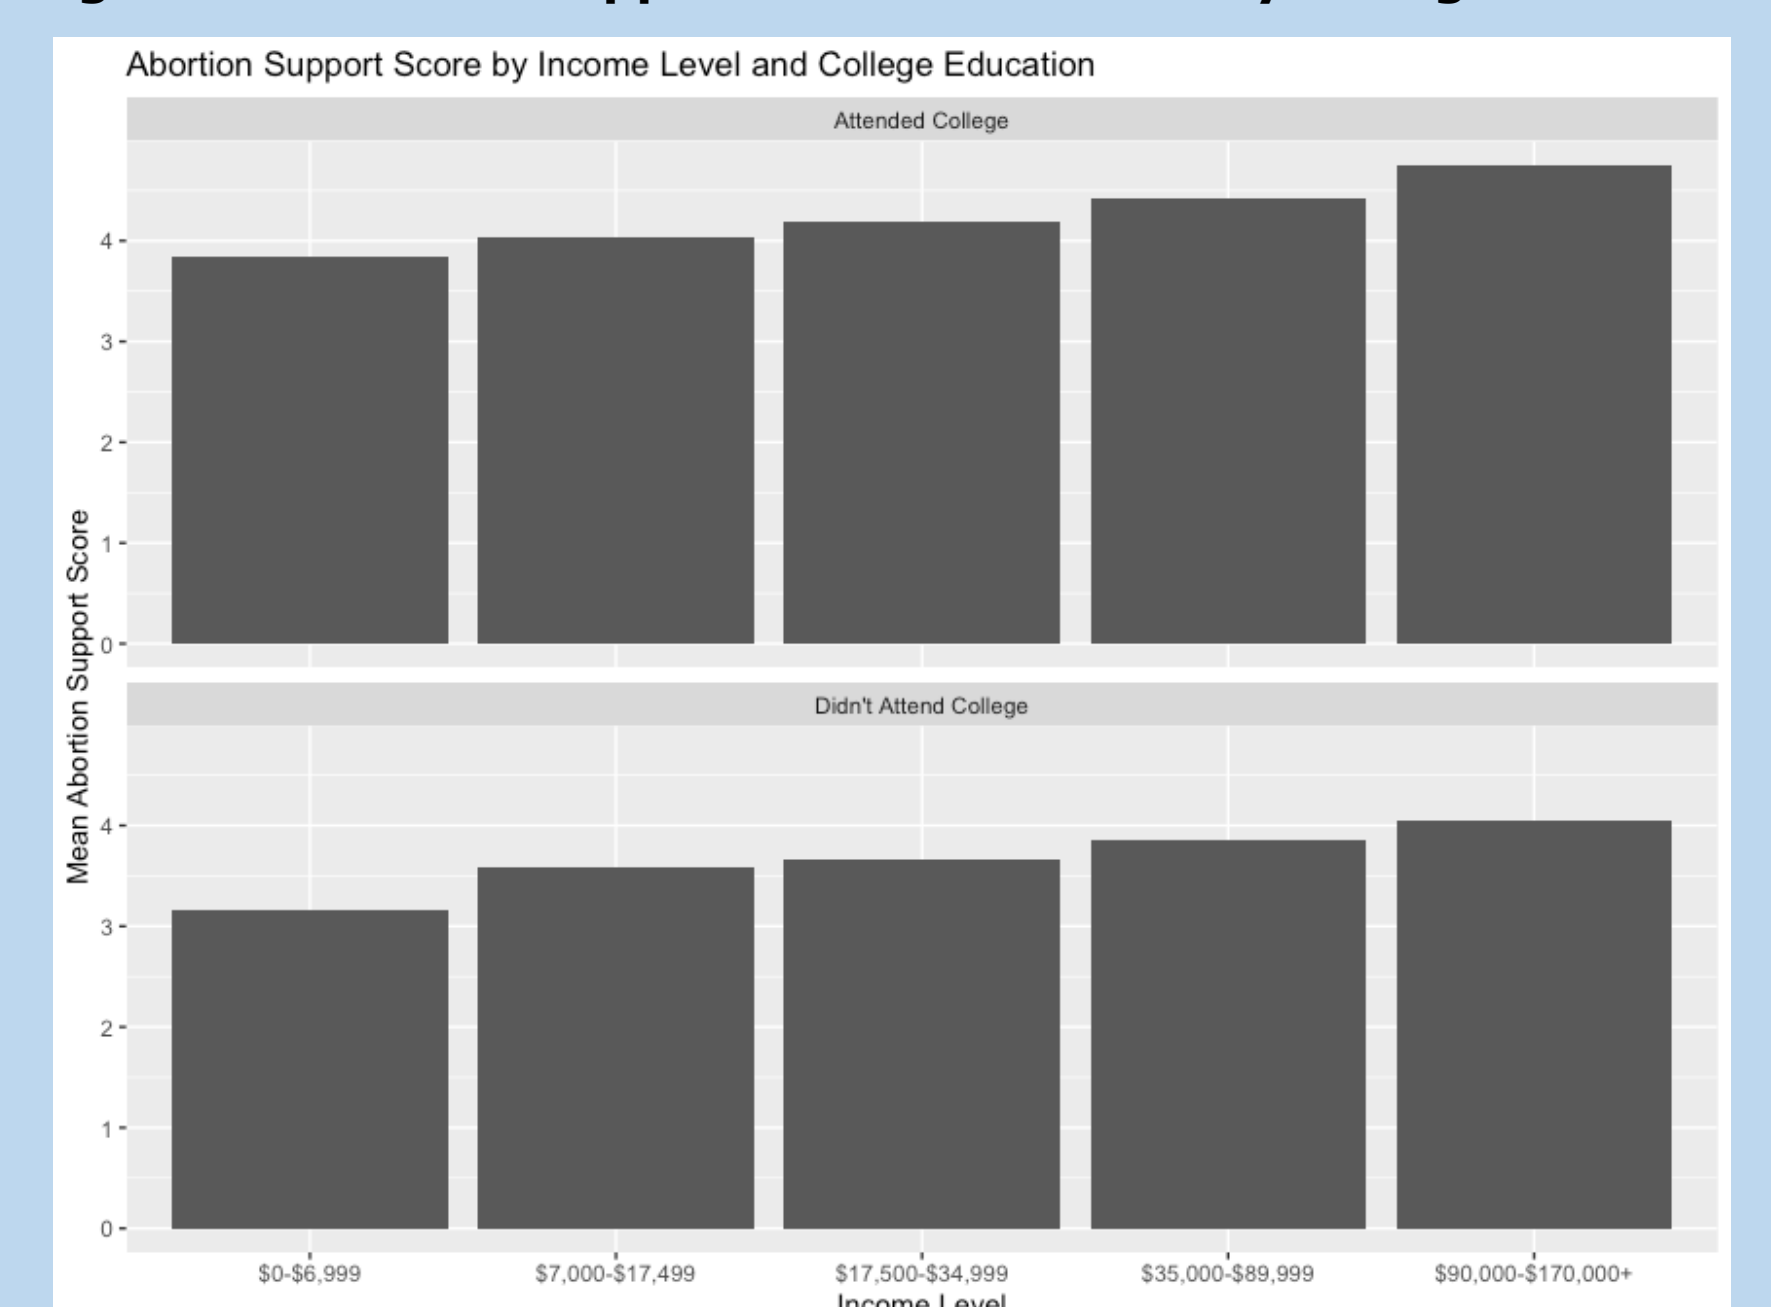 Abortion Support Score by Income Level and College Education
Attended College
4
3
2
1
0
Mean Abortion Support Score
Didn't Attend College
4
3
2
1
0
$0-$6,999 $7,000-$17,499 $17,500-$34,999 $35,000-$89,999 $90,000-$170,000+
Income Level